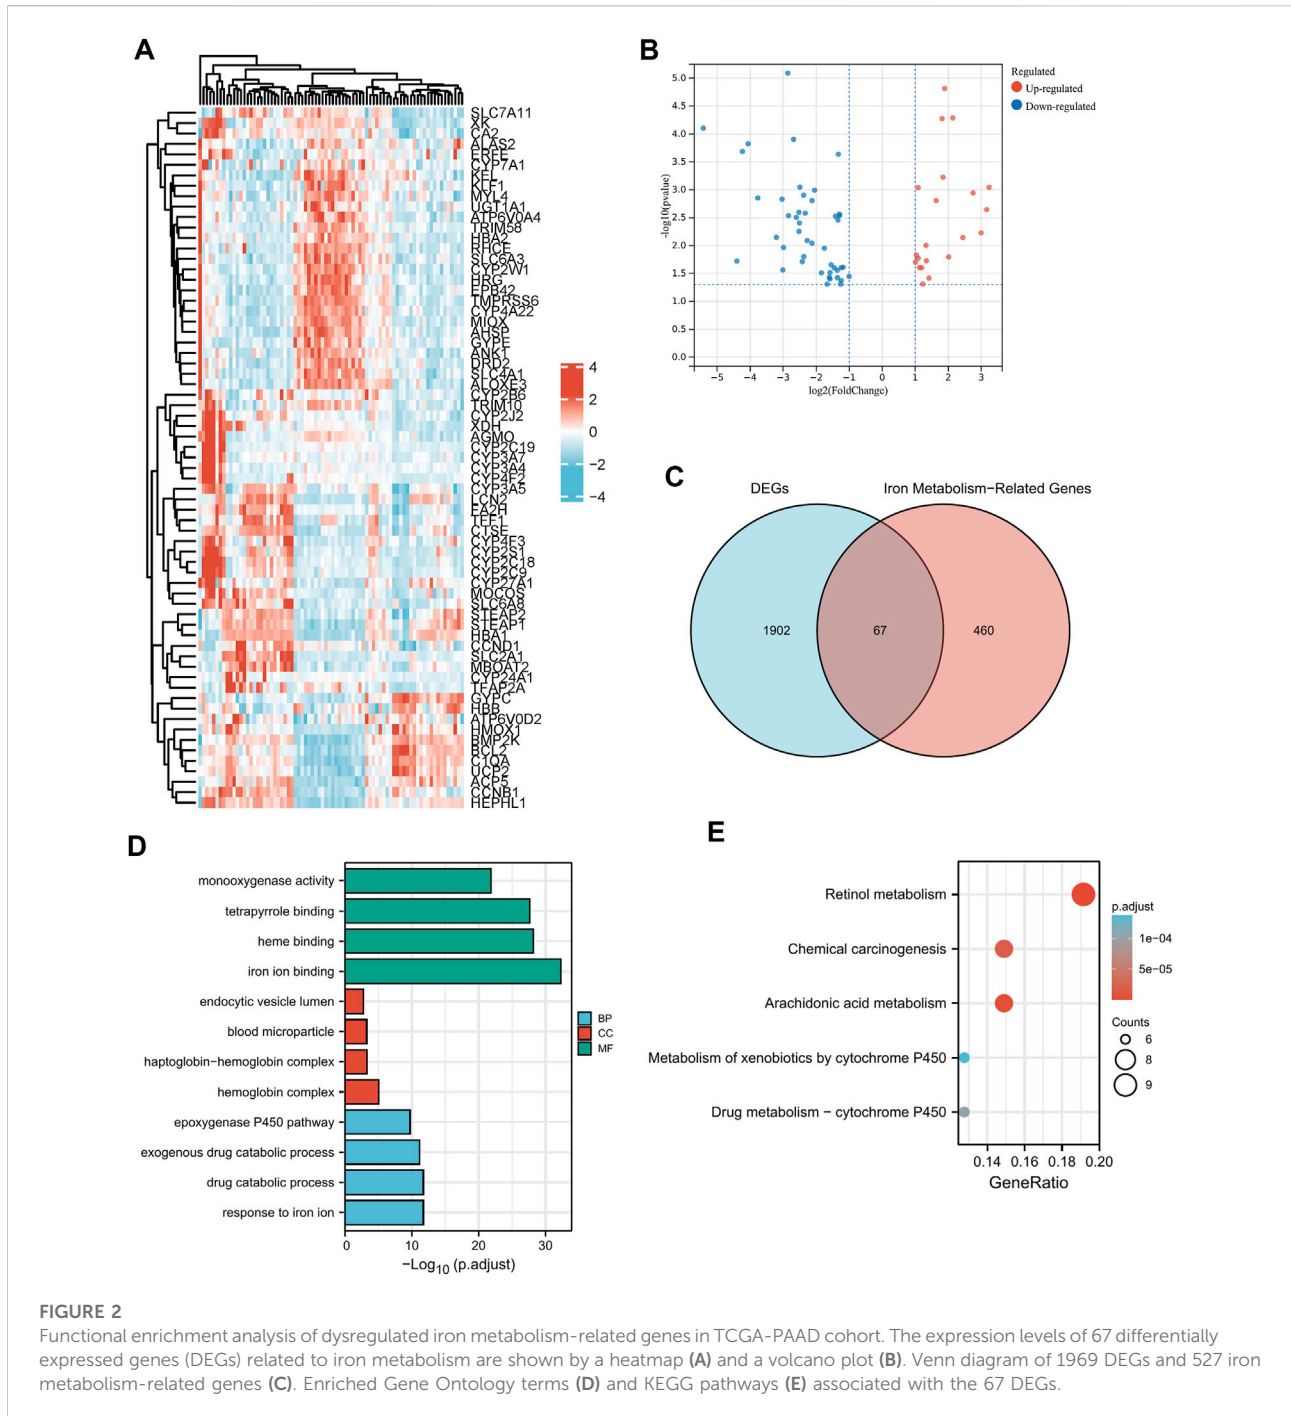 A
SLC7A11
XK
CA2
ALAS2
ERFE
CYP7A1
KEL
KLF1
MYL4
UGT1A1
ATP6V0A4
TRIM58
HBA2
RHCE
SLC6A3
CYP2W1
HRG
EPB42
TMPRSS6
CYP4A22
MIOX
AHSP
GYPE
ANK1
DRD2
SLC4A1
ALOXE3
CYP2B6
TRIM10
CYP2J2
XDH
AGMO
CYP2C19
CYP3A7
CYP3A4
CYP4F2
CYP3A5
LCN2
FA2H
TFF1
CTSE
CYP4F3
CYP2S1
CYP2C18
CYP2C9
CYP27A1
MOCOS
SLC6A8
STEAP2
STEAP1
HBA1
CCND1
SLC2A1
MBOAT2
CYP24A1
TFAP2A
GYPC
HBB
ATP6V0D2
HMOX1
BMP2K
BCL2
C1QA
UCP2
ACP5
CCNB1
HEPHL1
4
2
0
−2
−4
B
5.0
4.5
4.0
3.5
3.0
2.5
2.0
1.5
1.0
0.5
0.0
-log10(pvalue)
−5 −4 −3 −2 −1 0 1 2 3
log2(FoldChange)
Regulated
Up-regulated
Down-regulated
C
DEGs Iron Metabolism−Related Genes
1902 67 460
D
monooxygenase activity
tetrapyrrole binding
heme binding
iron ion binding
endocytic vesicle lumen
blood microparticle
haptoglobin−hemoglobin complex
hemoglobin complex
epoxygenase P450 pathway
exogenous drug catabolic process
drug catabolic process
response to iron ion
0 10 20 30
−Log10 (p.adjust)
BP
CC
MF
E
Retinol metabolism
Chemical carcinogenesis
Arachidonic acid metabolism
Metabolism of xenobiotics by cytochrome P450
Drug metabolism − cytochrome P450
0.14 0.16 0.18 0.20
GeneRatio
p.adjust
1e−04
5e−05
Counts
6
8
9
FIGURE 2
Functional enrichment analysis of dysregulated iron metabolism-related genes in TCGA-PAAD cohort. The expression levels of 67 differentially
expressed genes (DEGs) related to iron metabolism are shown by a heatmap (A) and a volcano plot (B). Venn diagram of 1969 DEGs and 527 iron
metabolism-related genes (C). Enriched Gene Ontology terms (D) and KEGG pathways (E) associated with the 67 DEGs.